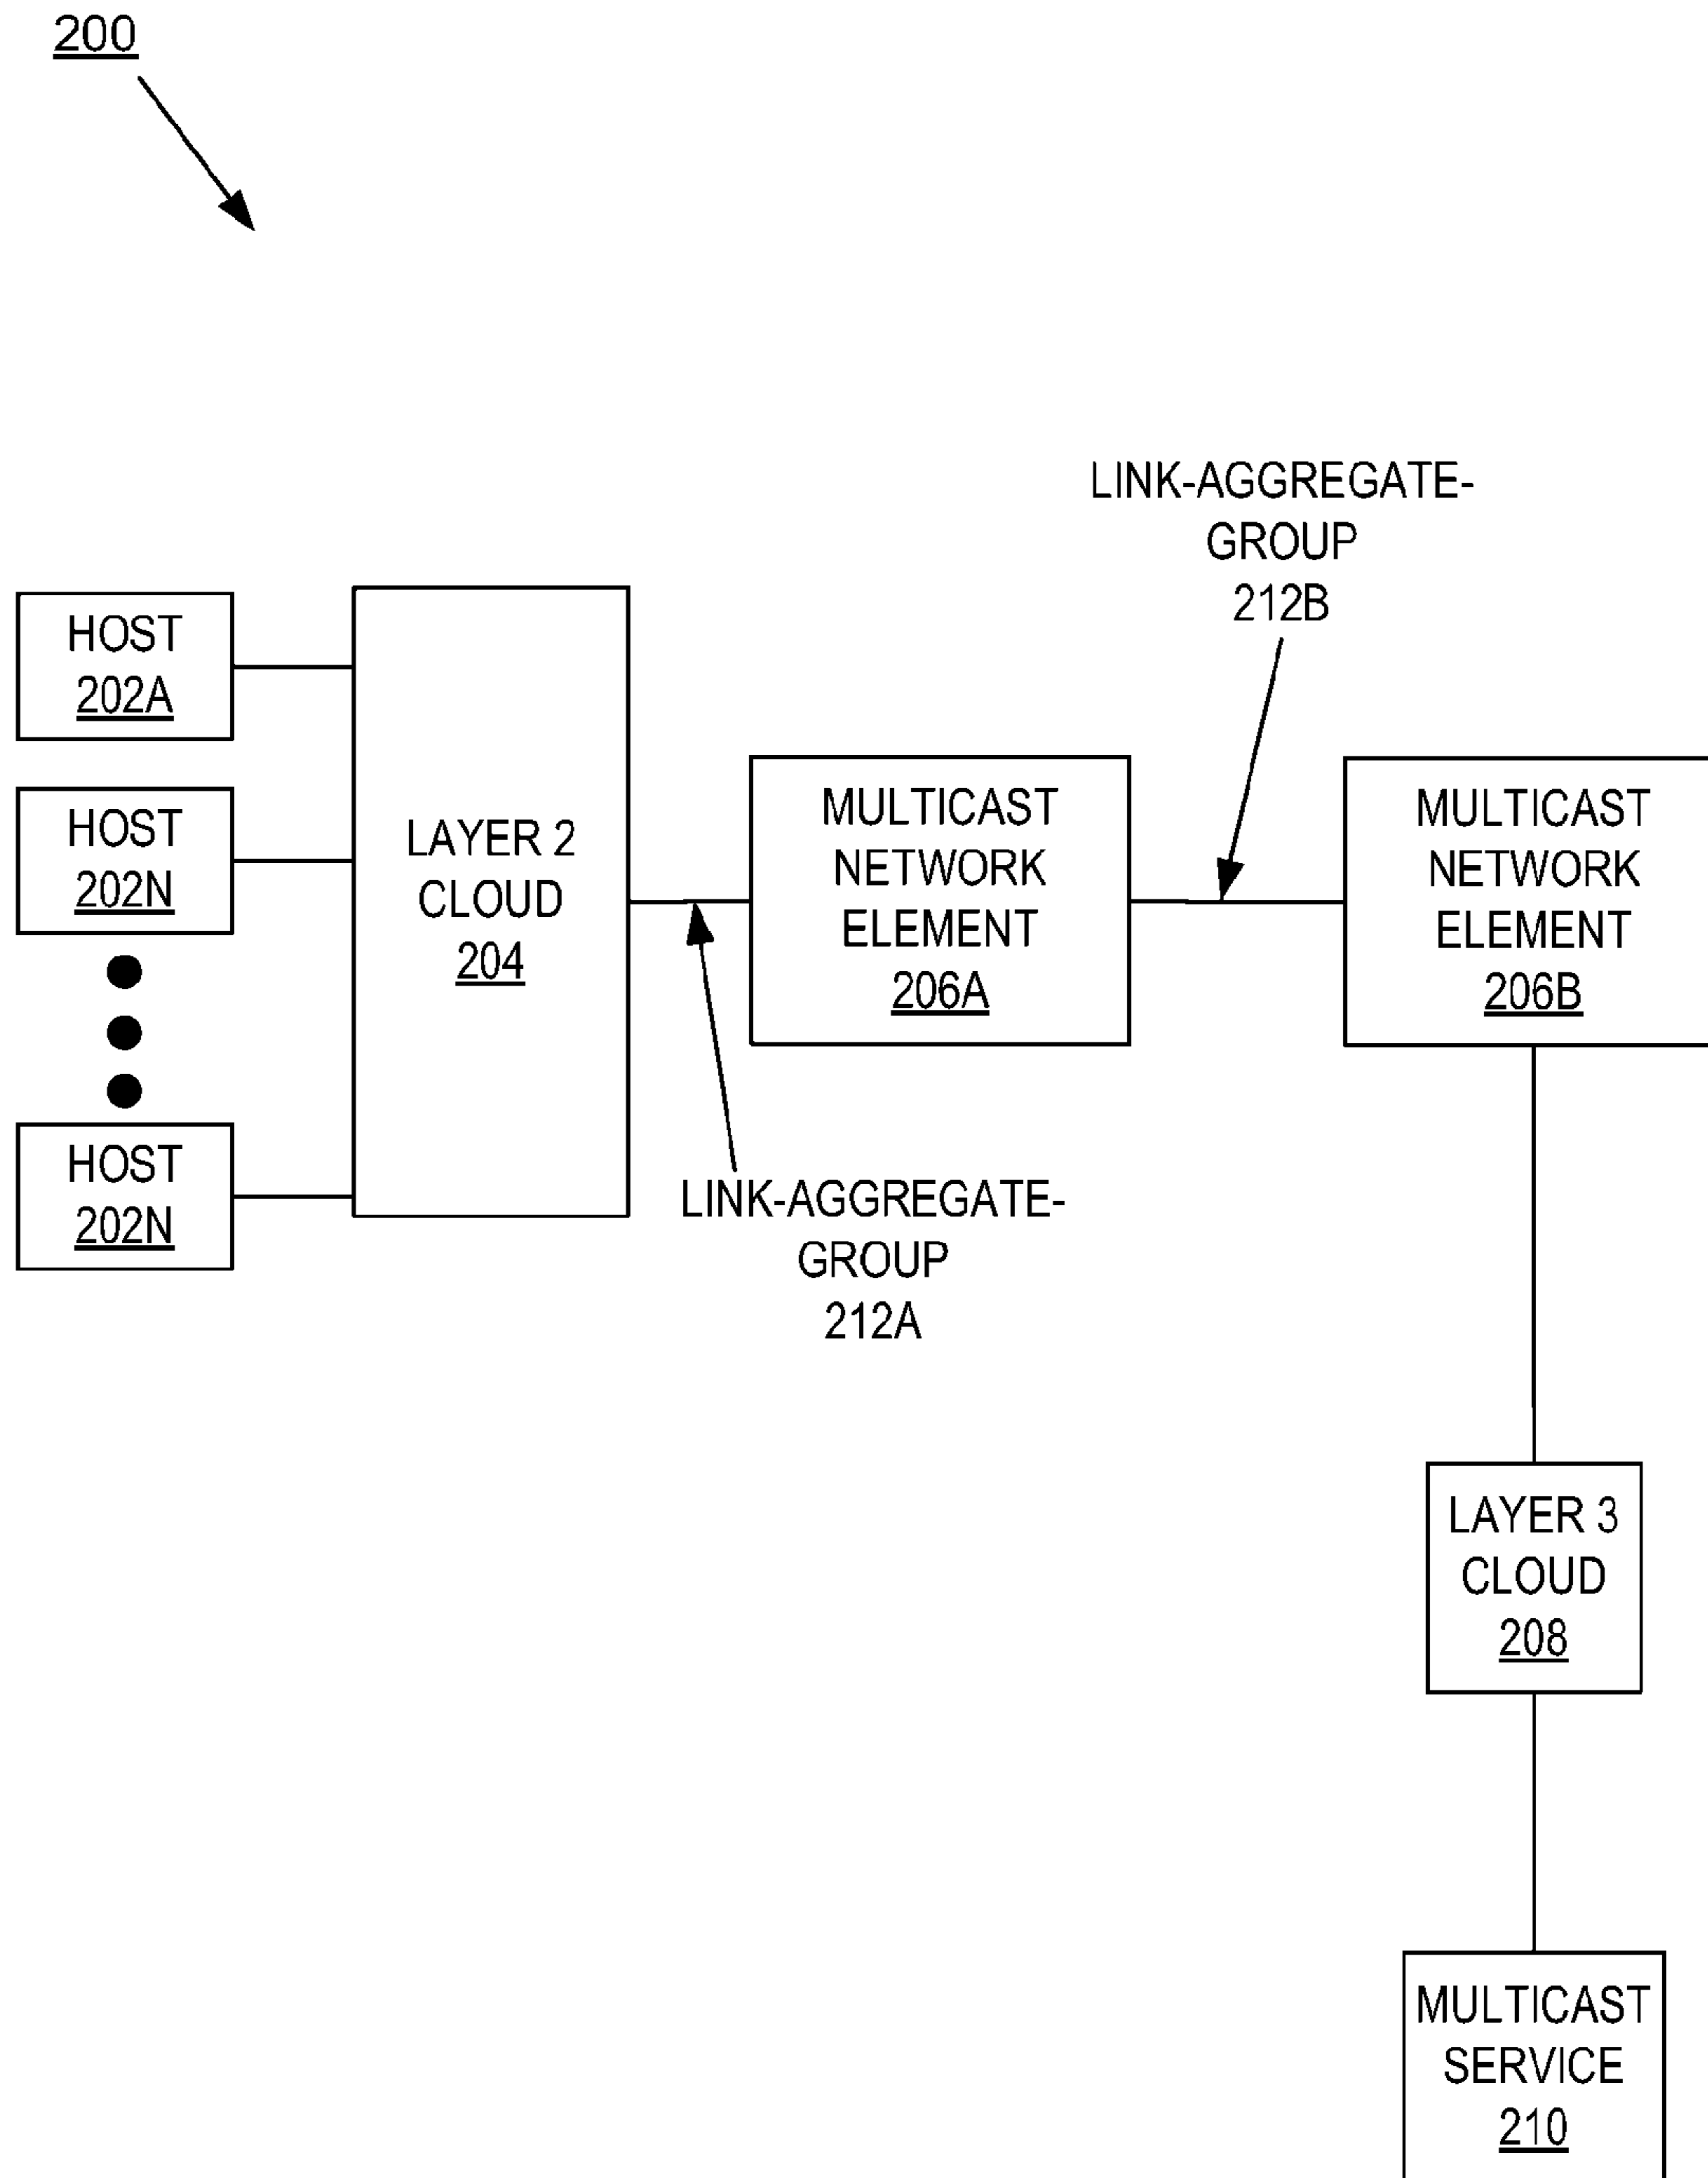 200
LINK-AGGREGATE-
GROUP
212B
HOST
202A
HOST
202N
HOST
202N
LAYER 2
CLOUD
204
MULTICAST
NETWORK
ELEMENT
206A
MULTICAST
NETWORK
ELEMENT
206B
LINK-AGGREGATE-
GROUP
212A
LAYER 3
CLOUD
208
MULTICAST
SERVICE
210